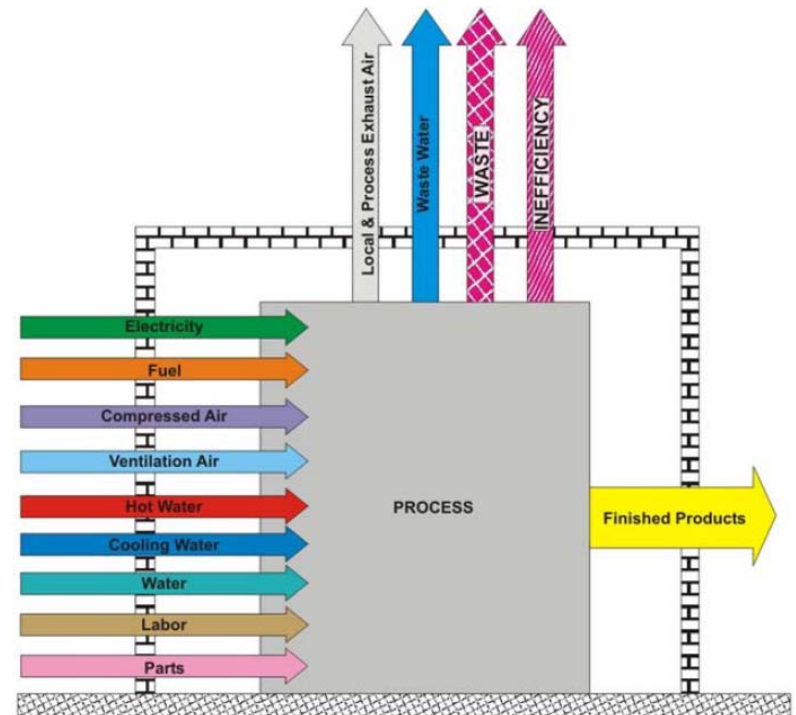 Local & Process Exhaust Air
Waste Water
WASTE
INEFFICIENCY
Electricity
Fuel
Compressed Air
Ventilation Air
Hot Water
Cooling Water
Water
Labor
Parts
PROCESS
Finished Products